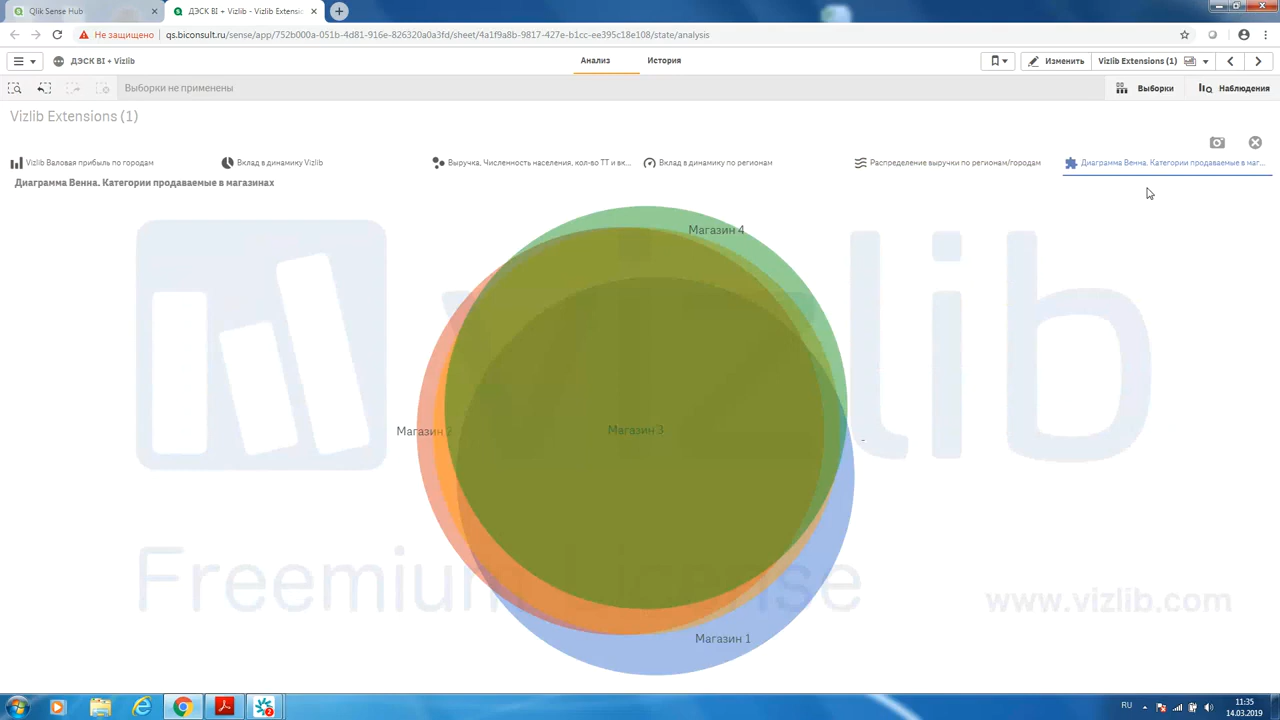 Qlik Sense Hub
ДЭСК BI + Vizlib - Vizlib Extensio
Не защищено
qs.biconsult.ru/sense/app/752b000a-051b-4d81-916e-826320a0a3fd/sheet/4a1f9a8b-9817-427e-b1cc-ee395c18e108/state/analysis
ДЭСК BI + Vizlib
Анализ
История
Изменить
Vizlib Extensions (1)
Выборки не применены
Выборки
Наблюдения
Vizlib Extensions (1)
Vizlib Валовая прибыль по городам
Вклад в динамику Vizlib
Выручка, Численность населения, кол-во ТТ и вк...
Вклад в динамику по регионам
Распределение выручки по регионам/городам
Диаграмма Венна. Категории продаваемые в маг...
Диаграмма Венна. Категории продаваемые в магазинах
Магазин 4
vizlib
Магазин 2
Магазин 3
-
Freemium License
www.vizlib.com
Магазин 1
RU
11:35
14.03.2019